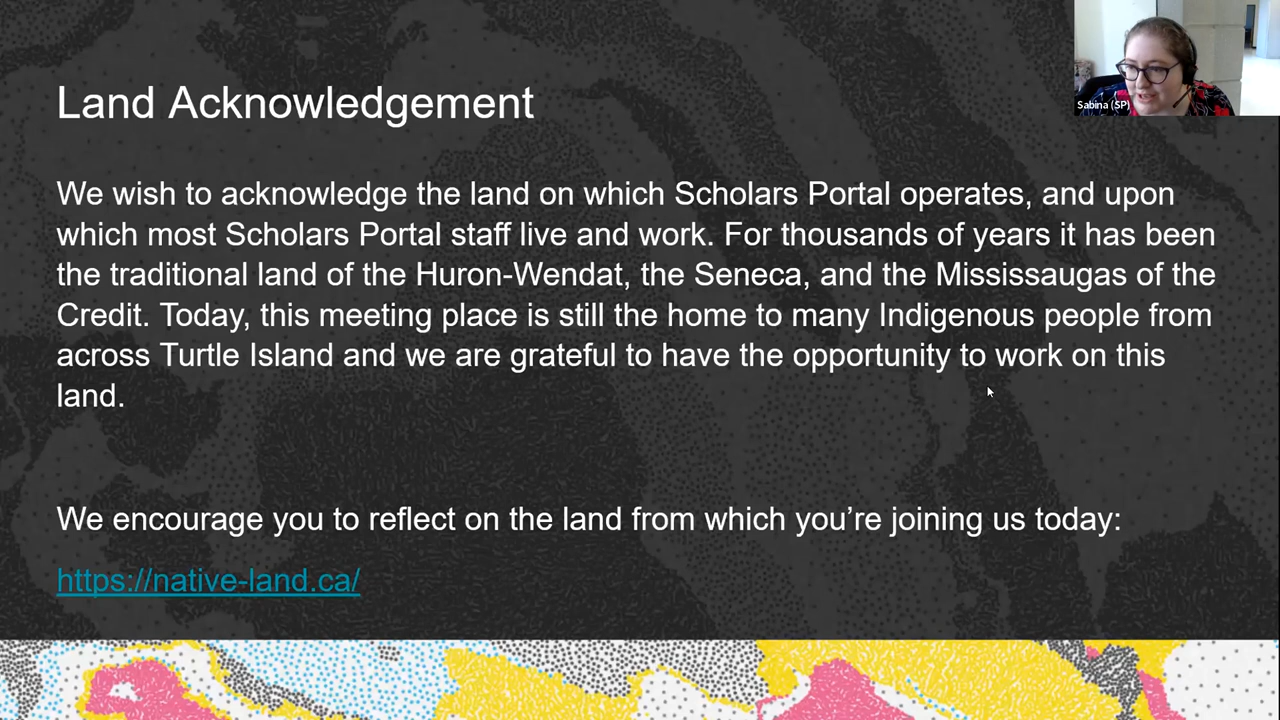 Sabina (SP)
Land Acknowledgement
We wish to acknowledge the land on which Scholars Portal operates, and upon
which most Scholars Portal staff live and work. For thousands of years it has been
the traditional land of the Huron-Wendat, the Seneca, and the Mississaugas of the
Credit. Today, this meeting place is still the home to many Indigenous people from
across Turtle Island and we are grateful to have the opportunity to work on this
land.
We encourage you to reflect on the land from which you’re joining us today:
https://native-land.ca/